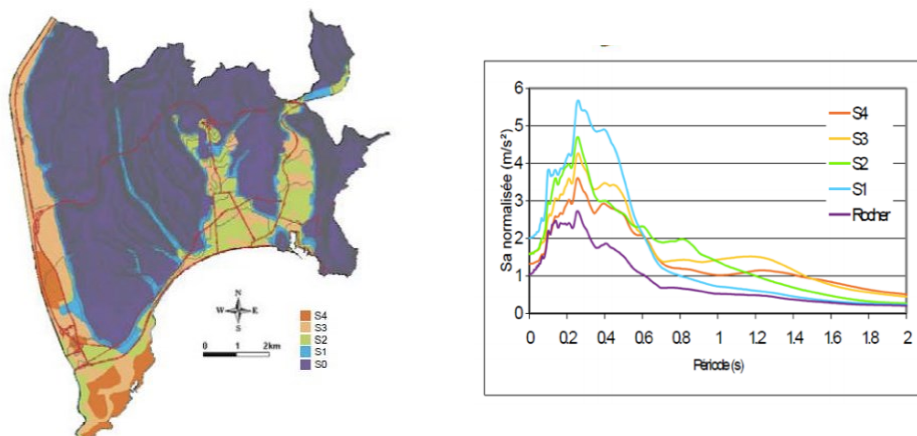 N
W E
S
0 1 2km
S4
S3
S2
S1
S0
Sa normalisée (m/s²)
6
5
4
3
2
1
0
S4
S3
S2
S1
Rocher
0 0.2 0.4 0.6 0.8 1 1.2 1.4 1.6 1.8 2
Période (s)